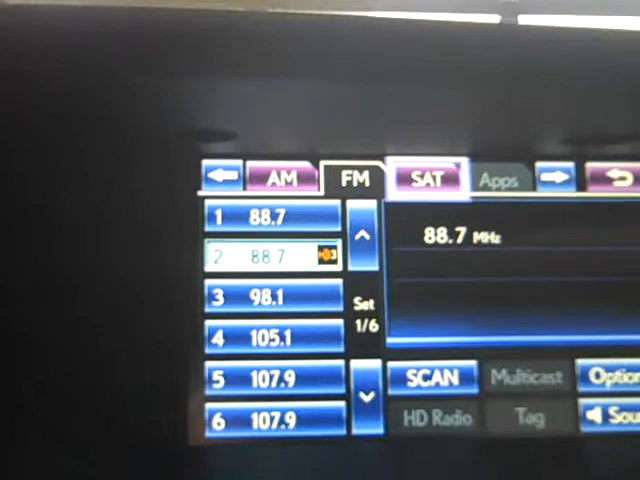 AM FM SAT Apps
1 88.7
2 88.7
88.7 MHz
3 98.1
Set
1/6
4 105.1
5 107.9
SCAN Multicast Option
6 107.9
HD Radio Tag Sou